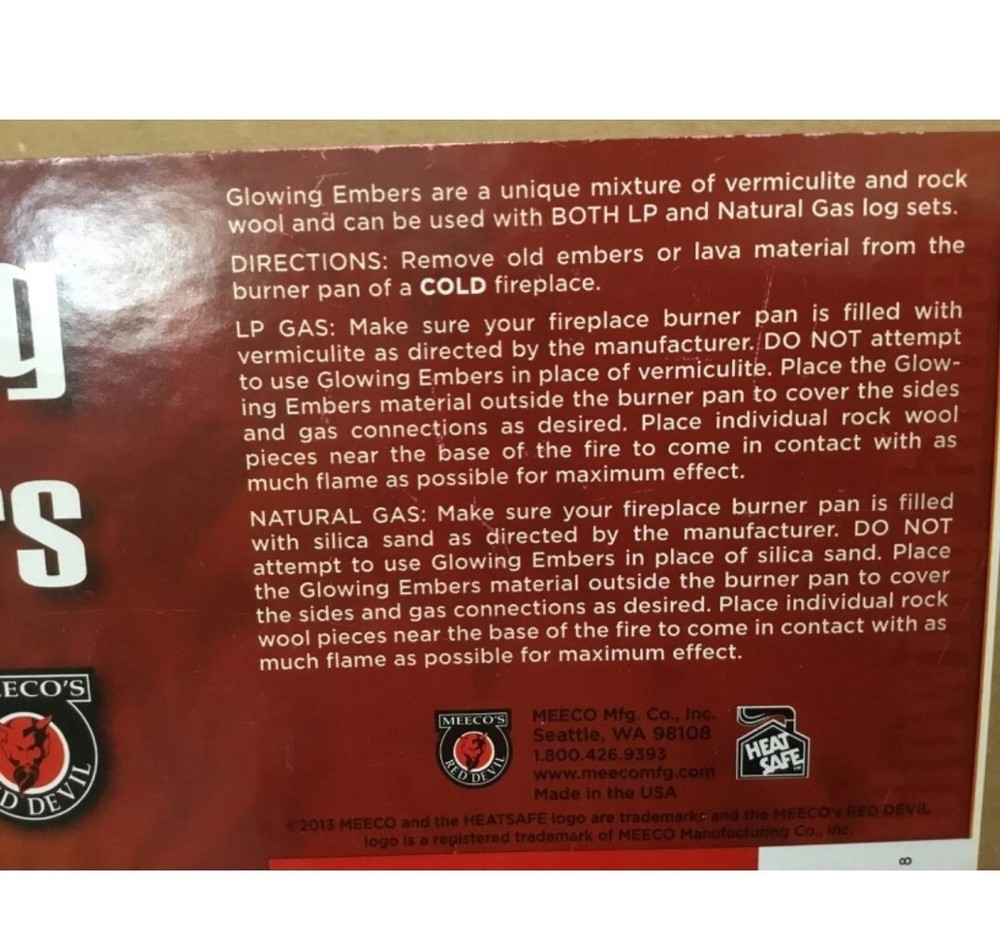 Glowing Embers are a unique mixture of vermiculite and rock
wool and can be used with BOTH LP and Natural Gas log sets.
DIRECTIONS: Remove old embers or lava material from the
burner pan of a COLD fireplace.
LP GAS: Make sure your fireplace burner pan is filled with
vermiculite as directed by the manufacturer. DO NOT attempt
to use Glowing Embers in place of vermiculite. Place the Glow-
ing Embers material outside the burner pan to cover the sides
and gas connections as desired. Place individual rock wool
pieces near the base of the fire to come in contact with as
much flame as possible for maximum effect.
NATURAL GAS: Make sure your fireplace burner pan is filled
with silica sand as directed by the manufacturer. DO NOT
attempt to use Glowing Embers in place of silica sand. Place
the Glowing Embers material outside the burner pan to cover
the sides and gas connections as desired. Place individual rock
wool pieces near the base of the fire to come in contact with as
much flame as possible for maximum effect.
g
rs
EECO'S
D DEVIL
MEECO'S
RED DEVIL
MEECO Mfg. Co., Inc.
Seattle, WA 98108
1.800.426.9393
www.meecomfg.com
Made in the USA
HEAT
SAFE™
©2013 MEECO and the HEATSAFE logo are trademarks and the MEECO's RED DEVIL
logo is a registered trademark of MEECO Manufacturing Co., Inc.
8